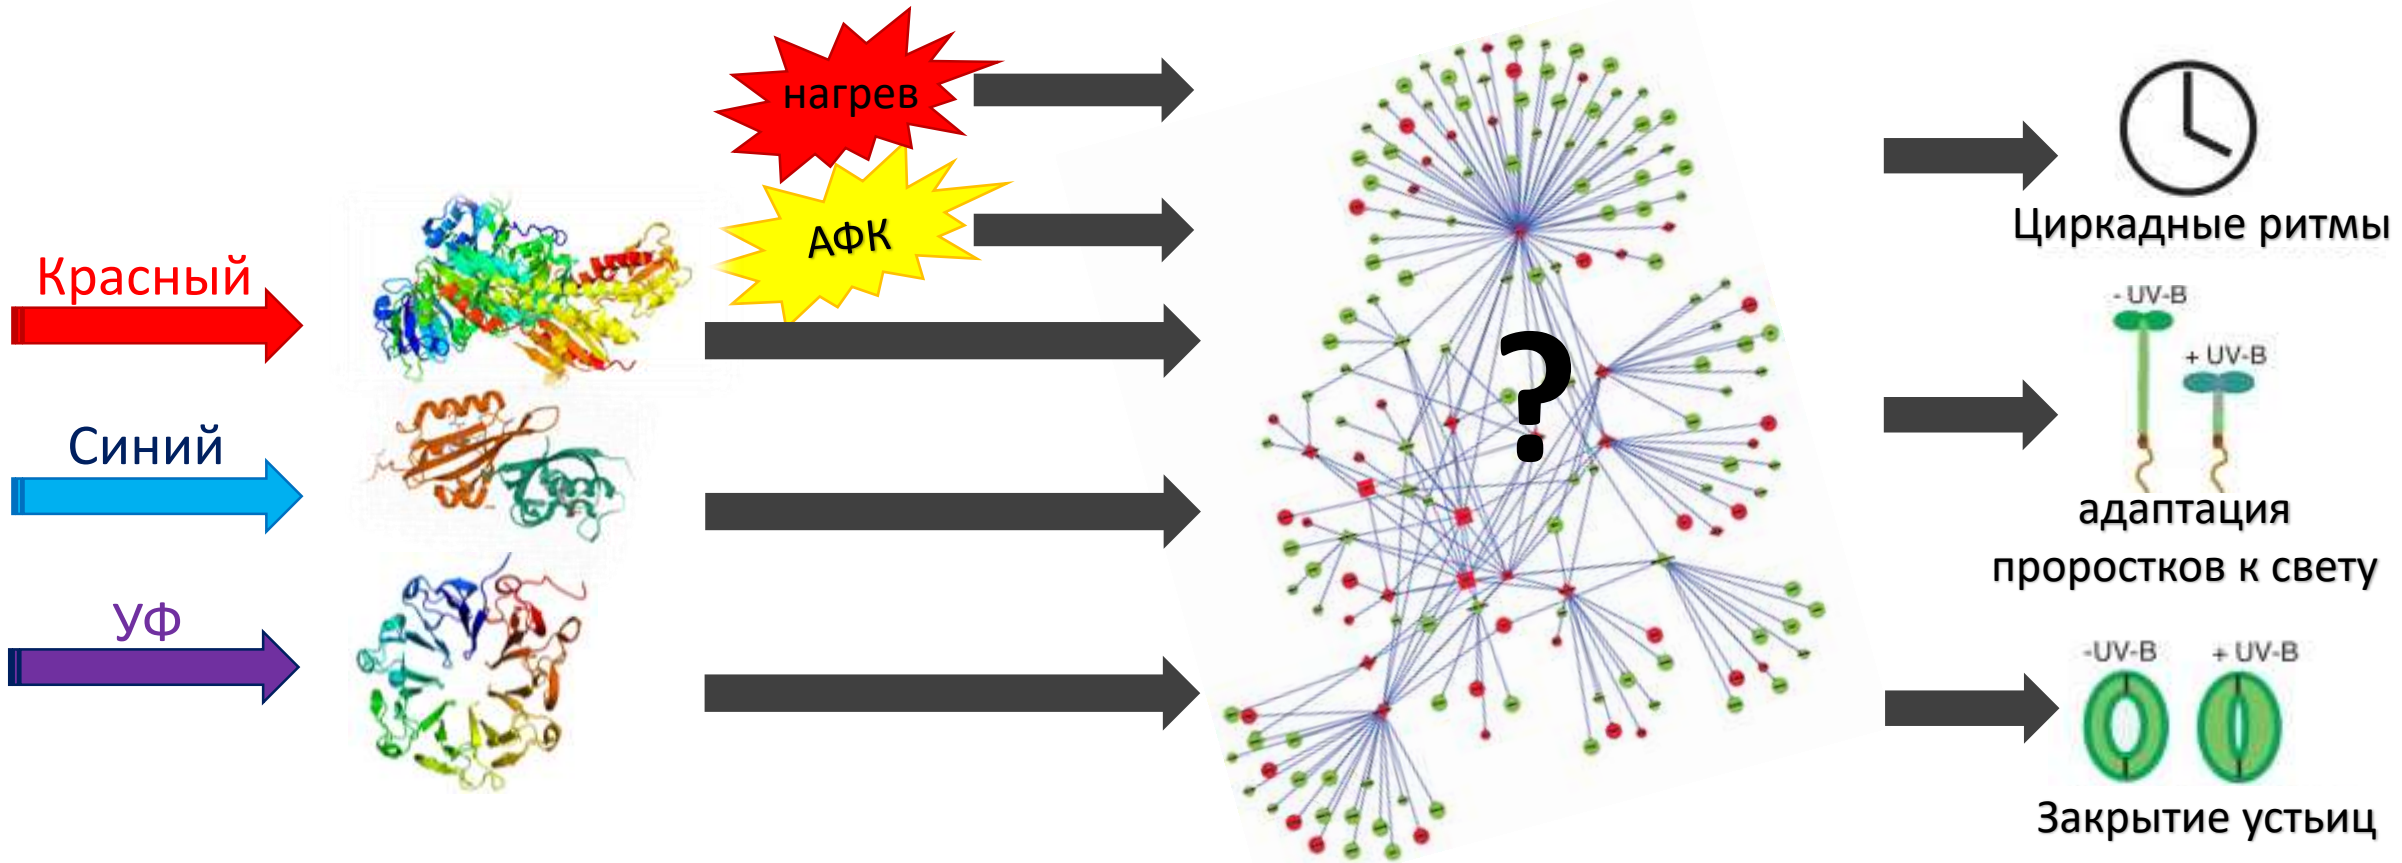 нагрев
АФК
Красный
Синий
УФ
?
Циркадные ритмы
- UV-B
+ UV-B
адаптация
проростков к свету
-UV-B
+ UV-B
Закрытие устьиц